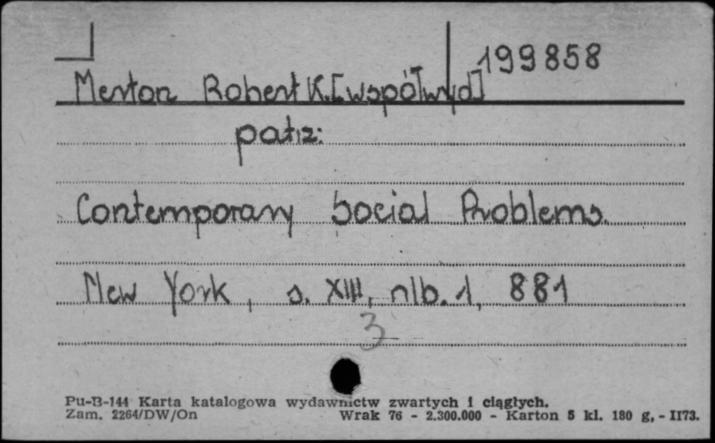 199858
Merton Robert K. [współwyd]
patrz:
Contemporary Social Problems.
New York, s. XIII, nlb. 1, 881
3
Pu-B-144 Karta katalogowa wydawnictw zwartych i ciągłych.
Zam. 2264/DW/On Wrak 76 - 2.300.000 - Karton 5 kl. 180 g, - II73.